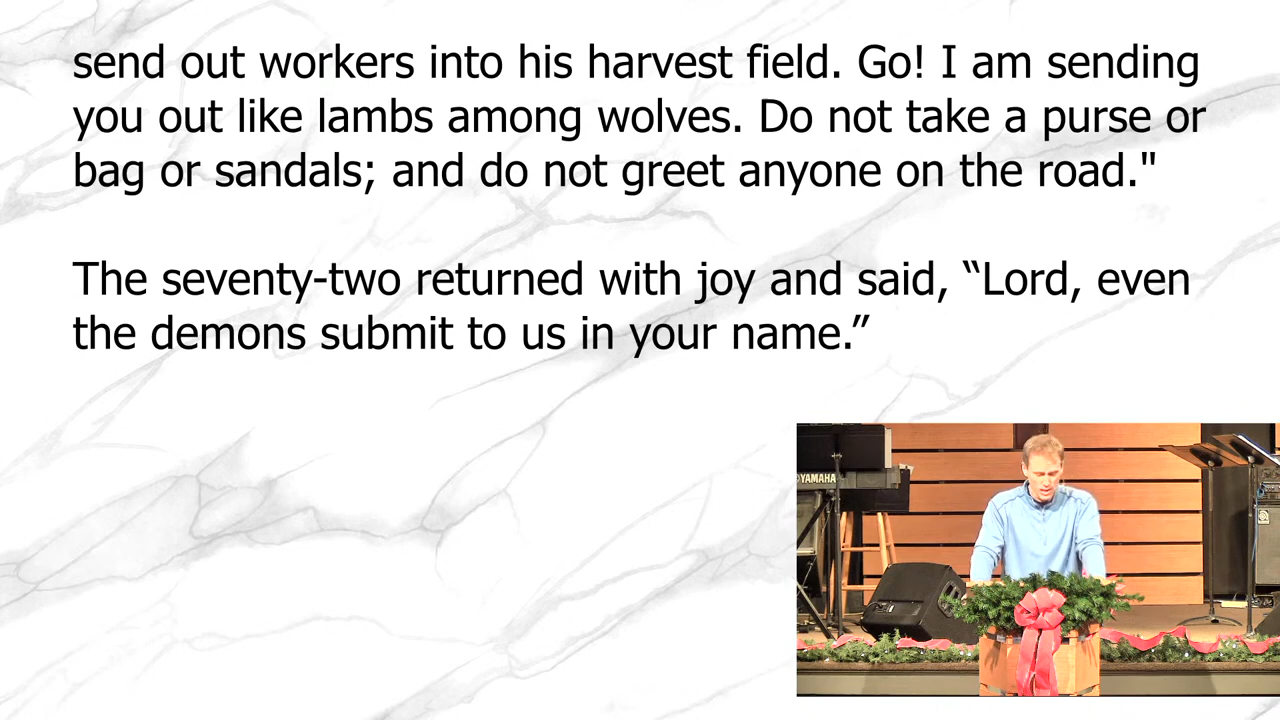 send out workers into his harvest field. Go! I am sending
you out like lambs among wolves. Do not take a purse or
bag or sandals; and do not greet anyone on the road."
The seventy-two returned with joy and said, “Lord, even
the demons submit to us in your name.”
YAMAHA